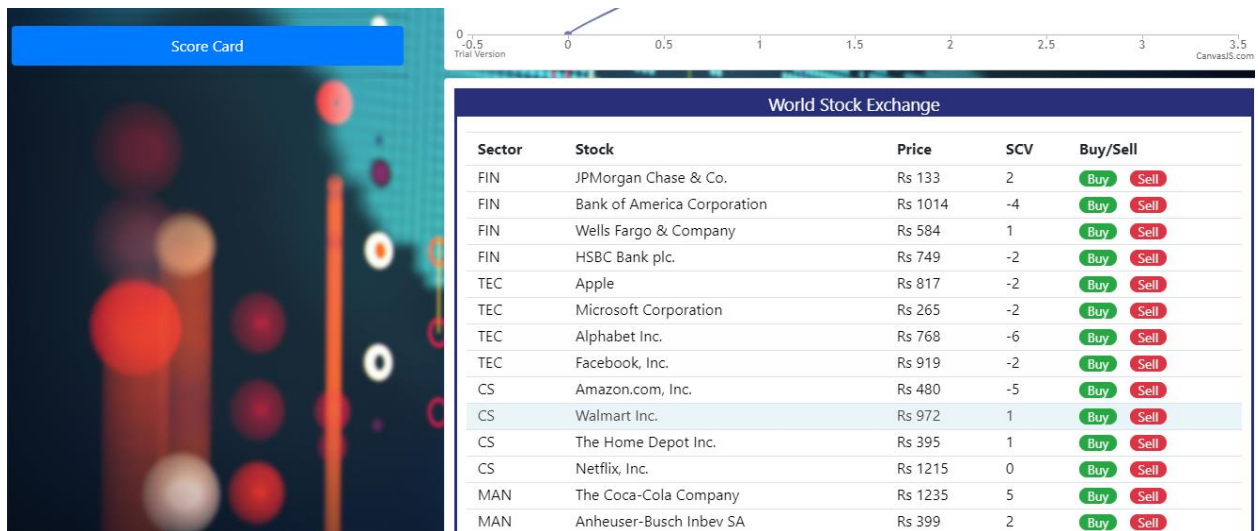 Score Card
0
-0.5 0 0.5 1 1.5 2 2.5 3 3.5
Trial Version CanvasJS.com
World Stock Exchange
Sector Stock Price SCV Buy/Sell
FIN JPMorgan Chase & Co. Rs 133 2 Buy Sell
FIN Bank of America Corporation Rs 1014 -4 Buy Sell
FIN Wells Fargo & Company Rs 584 1 Buy Sell
FIN HSBC Bank plc. Rs 749 -2 Buy Sell
TEC Apple Rs 817 -2 Buy Sell
TEC Microsoft Corporation Rs 265 -2 Buy Sell
TEC Alphabet Inc. Rs 768 -6 Buy Sell
TEC Facebook, Inc. Rs 919 -2 Buy Sell
CS Amazon.com, Inc. Rs 480 -5 Buy Sell
CS Walmart Inc. Rs 972 1 Buy Sell
CS The Home Depot Inc. Rs 395 1 Buy Sell
CS Netflix, Inc. Rs 1215 0 Buy Sell
MAN The Coca-Cola Company Rs 1235 5 Buy Sell
MAN Anheuser-Busch Inbev SA Rs 399 2 Buy Sell